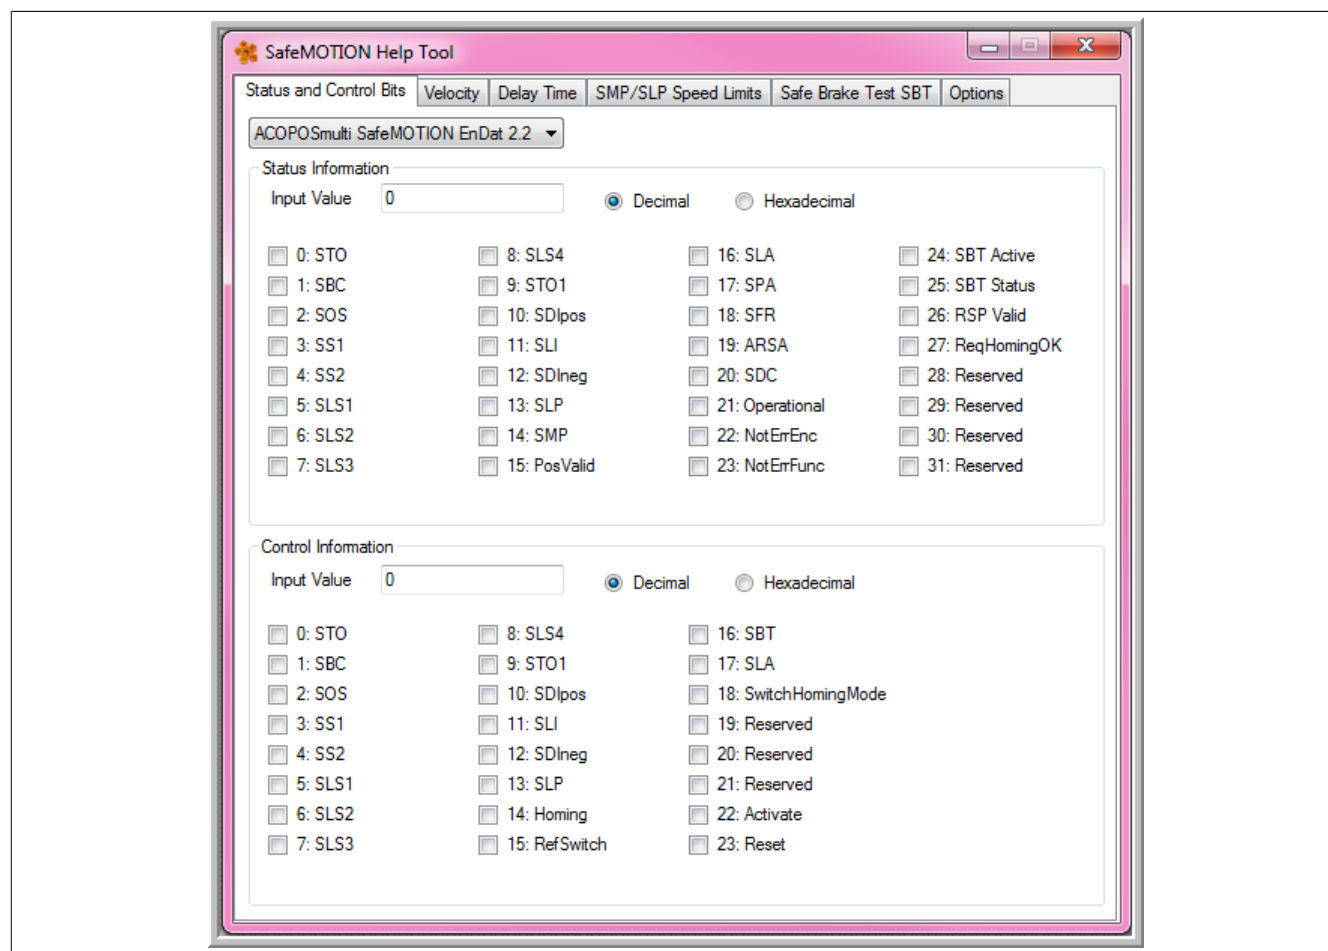 SafeMOTION Help Tool
Status and Control Bits Velocity Delay Time SMP/SLP Speed Limits Safe Brake Test SBT Options
ACOPOSmulti SafeMOTION EnDat 2.2
Status Information
Input Value 0 Decimal Hexadecimal
0: STO 8: SLS4 16: SLA 24: SBT Active
1: SBC 9: STO1 17: SPA 25: SBT Status
2: SOS 10: SDIpos 18: SFR 26: RSP Valid
3: SS1 11: SLI 19: ARSA 27: ReqHomingOK
4: SS2 12: SDIneg 20: SDC 28: Reserved
5: SLS1 13: SLP 21: Operational 29: Reserved
6: SLS2 14: SMP 22: NotErrEnc 30: Reserved
7: SLS3 15: PosValid 23: NotErrFunc 31: Reserved
Control Information
Input Value 0 Decimal Hexadecimal
0: STO 8: SLS4 16: SBT
1: SBC 9: STO1 17: SLA
2: SOS 10: SDIpos 18: SwitchHomingMode
3: SS1 11: SLI 19: Reserved
4: SS2 12: SDIneg 20: Reserved
5: SLS1 13: SLP 21: Reserved
6: SLS2 14: Homing 22: Activate
7: SLS3 15: RefSwitch 23: Reset